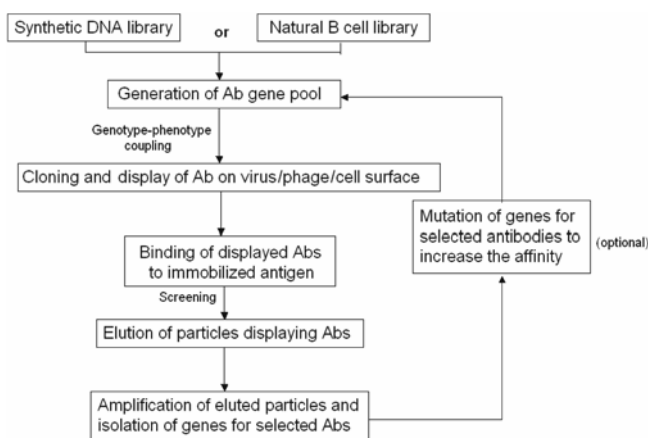 Synthetic DNA library
or
Natural B cell library
Generation of Ab gene pool
Genotype-phenotype
coupling
Cloning and display of Ab on virus/phage/cell surface
Binding of displayed Abs
to immobilized antigen
Screening
Elution of particles displaying Abs
Amplification of eluted particles and
isolation of genes for selected Abs
Mutation of genes for
selected antibodies to
increase the affinity
(optional)